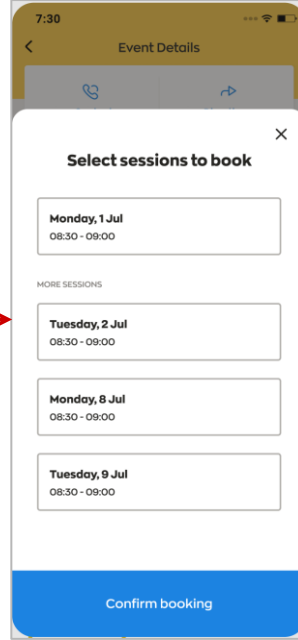 7:30
Event Details
Select sessions to book
Monday, 1 Jul
08:30 - 09:00
MORE SESSIONS
Tuesday, 2 Jul
08:30 - 09:00
Monday, 8 Jul
08:30 - 09:00
Tuesday, 9 Jul
08:30 - 09:00
Confirm booking